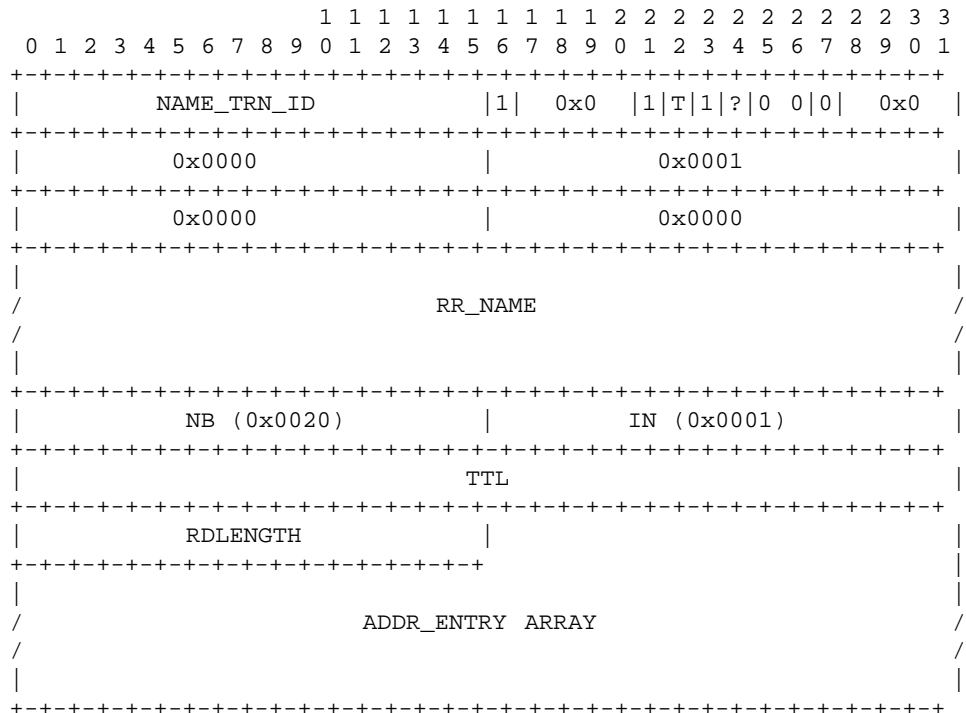 1 1 1 1 1 1 1 1 1 1 2 2 2 2 2 2 2 2 2 2 3 3
 0 1 2 3 4 5 6 7 8 9 0 1 2 3 4 5 6 7 8 9 0 1 2 3 4 5 6 7 8 9 0 1
+-+-+-+-+-+-+-+-+-+-+-+-+-+-+-+-+-+-+-+-+-+-+-+-+-+-+-+-+-+-+-+-+
|          NAME_TRN_ID            |1|  0x0  |1|T|1|?|0 0|0|  0x0  |
+-+-+-+-+-+-+-+-+-+-+-+-+-+-+-+-+-+-+-+-+-+-+-+-+-+-+-+-+-+-+-+-+
|           0x0000                |           0x0001                |
+-+-+-+-+-+-+-+-+-+-+-+-+-+-+-+-+-+-+-+-+-+-+-+-+-+-+-+-+-+-+-+-+
|           0x0000                |           0x0000                |
+-+-+-+-+-+-+-+-+-+-+-+-+-+-+-+-+-+-+-+-+-+-+-+-+-+-+-+-+-+-+-+-+
|                                                                 |
/                             RR_NAME                             /
/                                                                 /
|                                                                 |
+-+-+-+-+-+-+-+-+-+-+-+-+-+-+-+-+-+-+-+-+-+-+-+-+-+-+-+-+-+-+-+-+
|            NB (0x0020)          |         IN (0x0001)            |
+-+-+-+-+-+-+-+-+-+-+-+-+-+-+-+-+-+-+-+-+-+-+-+-+-+-+-+-+-+-+-+-+
|                               TTL                               |
+-+-+-+-+-+-+-+-+-+-+-+-+-+-+-+-+-+-+-+-+-+-+-+-+-+-+-+-+-+-+-+-+
|            RDLENGTH             |                               |
+-+-+-+-+-+-+-+-+-+-+-+-+-+-+-+-+                                |
|                                                                 |
/                        ADDR_ENTRY ARRAY                         /
/                                                                 /
|                                                                 |
+-+-+-+-+-+-+-+-+-+-+-+-+-+-+-+-+-+-+-+-+-+-+-+-+-+-+-+-+-+-+-+-+